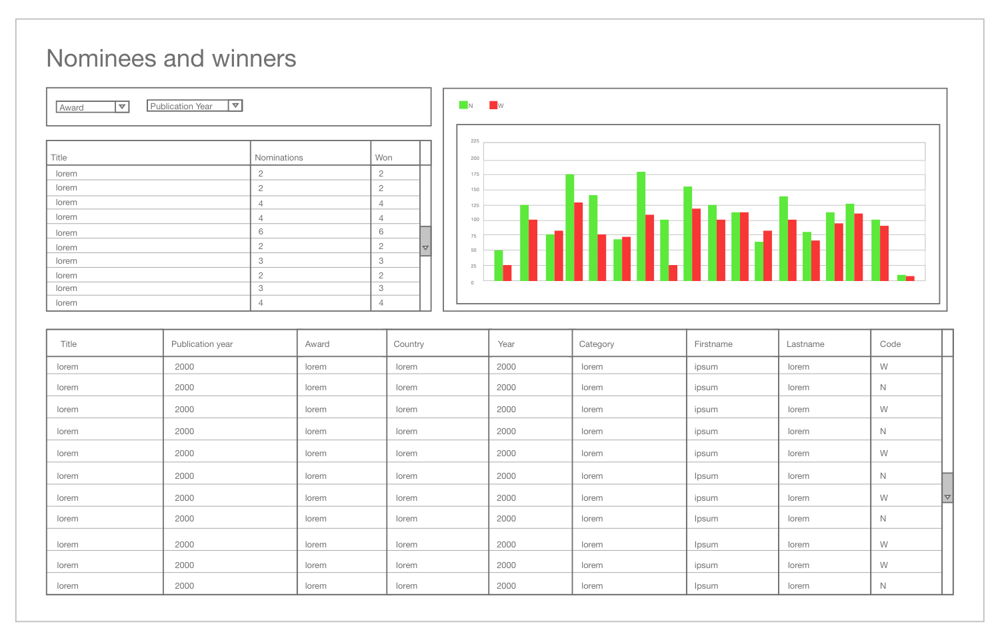 Nominees and winners
Award Publication Year
Title Nominations Won
lorem 2 2
lorem 2 2
lorem 4 4
lorem 4 4
lorem 6 6
lorem 2 2
lorem 3 3
lorem 2 2
lorem 3 3
lorem 4 4
N W
225
200
175
150
125
100
75
50
25
0
Title Publication year Award Country Year Category Firstname Lastname Code
lorem 2000 lorem lorem 2000 lorem ipsum lorem W
lorem 2000 lorem lorem 2000 lorem ipsum lorem N
lorem 2000 lorem lorem 2000 lorem ipsum lorem W
lorem 2000 lorem lorem 2000 lorem ipsum lorem N
lorem 2000 lorem lorem 2000 lorem ipsum lorem W
lorem 2000 lorem lorem 2000 lorem Ipsum lorem N
lorem 2000 lorem lorem 2000 lorem ipsum lorem W
lorem 2000 lorem lorem 2000 lorem Ipsum lorem N
lorem 2000 lorem lorem 2000 lorem Ipsum lorem W
lorem 2000 lorem lorem 2000 lorem ipsum lorem W
lorem 2000 lorem lorem 2000 lorem Ipsum lorem N